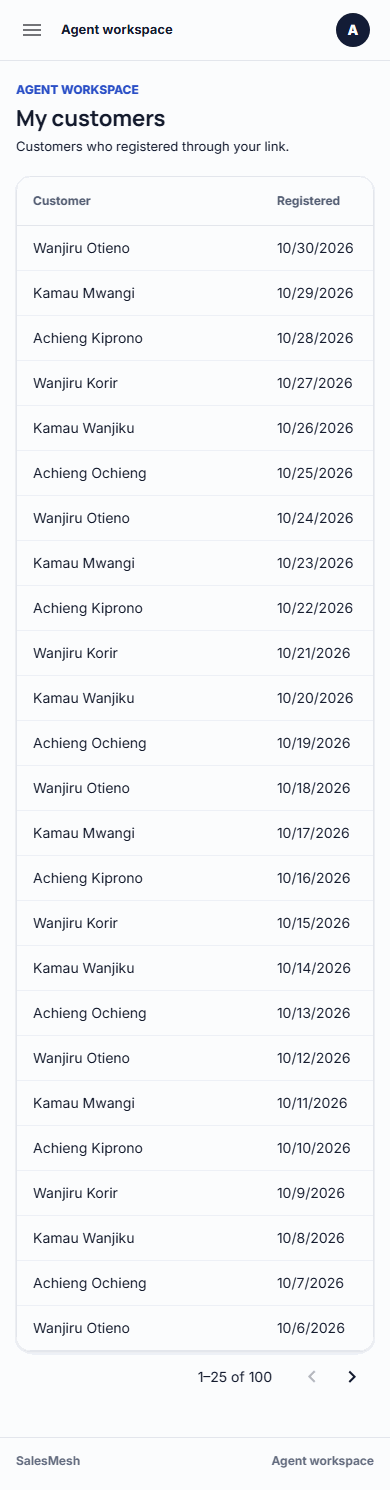 Agent workspace
A
AGENT WORKSPACE
My customers
Customers who registered through your link.
Customer Registered
Wanjiru Otieno 10/30/2026
Kamau Mwangi 10/29/2026
Achieng Kiprono 10/28/2026
Wanjiru Korir 10/27/2026
Kamau Wanjiku 10/26/2026
Achieng Ochieng 10/25/2026
Wanjiru Otieno 10/24/2026
Kamau Mwangi 10/23/2026
Achieng Kiprono 10/22/2026
Wanjiru Korir 10/21/2026
Kamau Wanjiku 10/20/2026
Achieng Ochieng 10/19/2026
Wanjiru Otieno 10/18/2026
Kamau Mwangi 10/17/2026
Achieng Kiprono 10/16/2026
Wanjiru Korir 10/15/2026
Kamau Wanjiku 10/14/2026
Achieng Ochieng 10/13/2026
Wanjiru Otieno 10/12/2026
Kamau Mwangi 10/11/2026
Achieng Kiprono 10/10/2026
Wanjiru Korir 10/9/2026
Kamau Wanjiku 10/8/2026
Achieng Ochieng 10/7/2026
Wanjiru Otieno 10/6/2026
1–25 of 100
SalesMesh Agent workspace